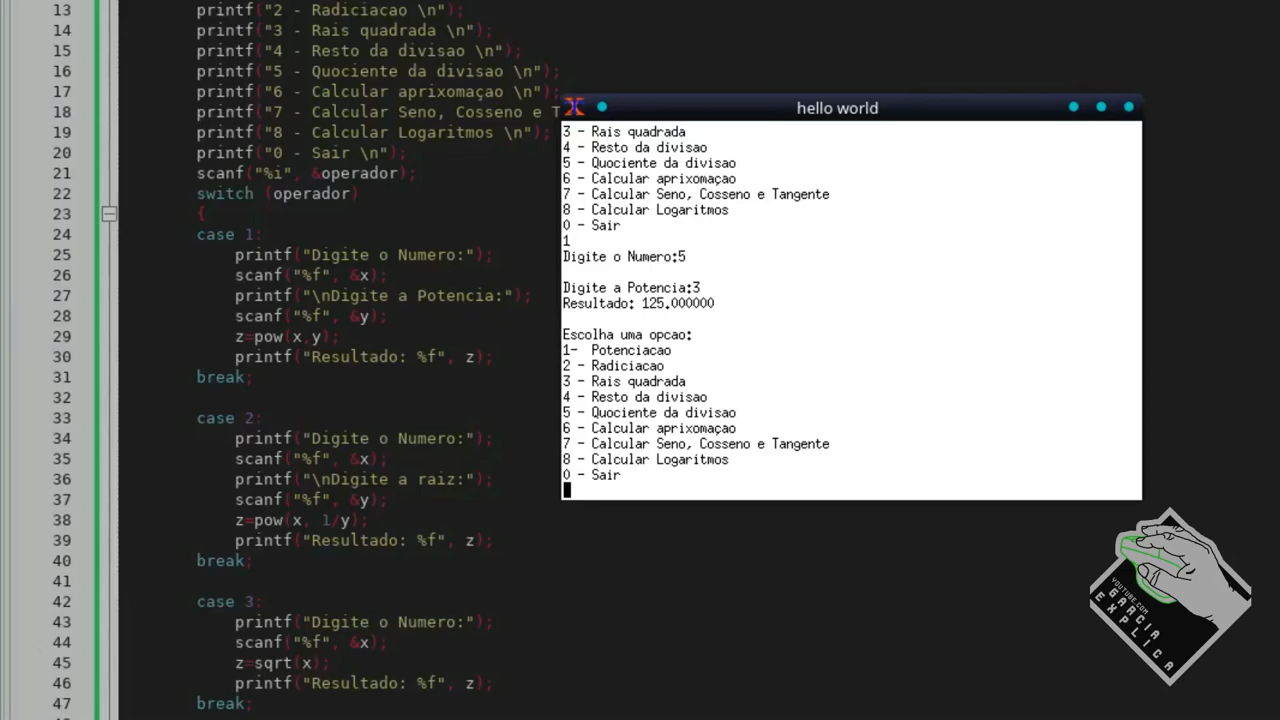 13 printf("2 - Radiciacao \n");
14 printf("3 - Rais quadrada \n");
15 printf("4 - Resto da divisao \n");
16 printf("5 - Quociente da divisao \n");
17 printf("6 - Calcular aprixomaçao \n");
18 printf("7 - Calcular Seno, Cosseno e T
19 printf("8 - Calcular Logaritmos \n");
20 printf("0 - Sair \n");
21 scanf("%i", &operador);
22 switch (operador)
23 {
24 case 1:
25 printf("Digite o Numero:");
26 scanf("%f", &x);
27 printf("\nDigite a Potencia:");
28 scanf("%f", &y);
29 z=pow(x,y);
30 printf("Resultado: %f", z);
31 break;
32
33 case 2:
34 printf("Digite o Numero:");
35 scanf("%f", &x);
36 printf("\nDigite a raiz:");
37 scanf("%f", &y);
38 z=pow(x, 1/y);
39 printf("Resultado: %f", z);
40 break;
41
42 case 3:
43 printf("Digite o Numero:");
44 scanf("%f", &x);
45 z=sqrt(x);
46 printf("Resultado: %f", z);
47 break;
hello world
3 - Rais quadrada
4 - Resto da divisao
5 - Quociente da divisao
6 - Calcular aprixomaçao
7 - Calcular Seno, Cosseno e Tangente
8 - Calcular Logaritmos
0 - Sair
1
Digite o Numero:5
Digite a Potencia:3
Resultado: 125.000000
Escolha uma opcao:
1-  Potenciacao
2 - Radiciacao
3 - Rais quadrada
4 - Resto da divisao
5 - Quociente da divisao
6 - Calcular aprixomaçao
7 - Calcular Seno, Cosseno e Tangente
8 - Calcular Logaritmos
0 - Sair
YOUTUBE.COM
GARCIA
EXPLICA